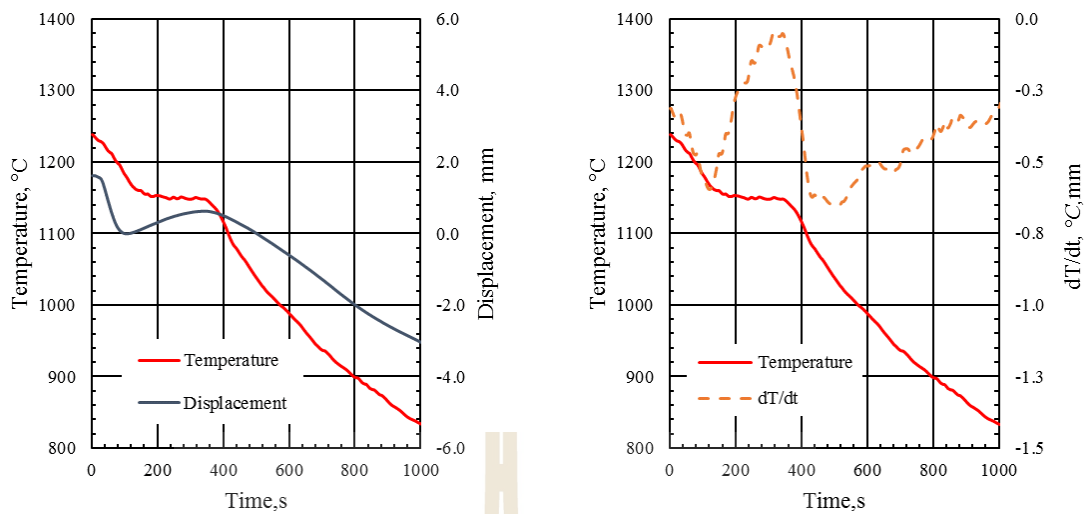 1400
1300
1200
1100
1000
900
800
Temperature, °C
6.0
4.0
2.0
0.0
-2.0
-4.0
-6.0
Displacement, mm
Temperature
Displacement
0 200 400 600 800 1000
Time,s
1400
1300
1200
1100
1000
900
800
Temperature, °C
0.0
-0.3
-0.5
-0.8
-1.0
-1.3
-1.5
dT/dt, °C,mm
Temperature
dT/dt
0 200 400 600 800 1000
Time,s